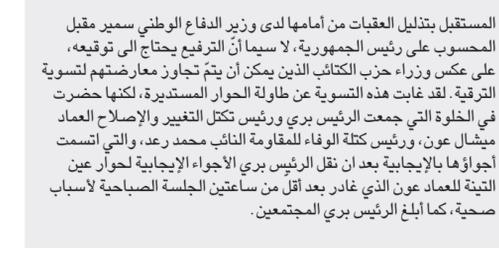 المستقبل بتذليل العقبات من أمامها لدى وزير الدفاع الوطني سمير مقبل
المحسوب على رئيس الجمهورية، لا سيما أنّ الترفيع يحتاج الى توقيعه،
على عكس وزراء حزب الكتائب الذين يمكن أن يتمّ تجاوز معارضتهم لتسوية
الترقية. لقد غابت هذه التسوية عن طاولة الحوار المستديرة، لكنها حضرت
في الخلوة التي جمعت الرئيس بري ورئيس تكتل التغيير والإصلاح العماد
ميشال عون، ورئيس كتلة الوفاء للمقاومة النائب محمد رعد، والتي اتسمت
أجواؤها بالإيجابية بعد ان نقل الرئيس بري الأجواء الإيجابية لحوار عين
التينة للعماد عون الذي غادر بعد أقلّ من ساعتين الجلسة الصباحية لأسباب
صحية، كما أبلغ الرئيس بري المجتمعين.